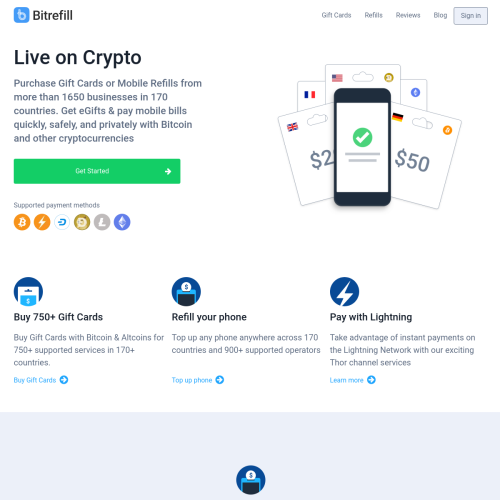 Bitrefill
Gift Cards
Refills
Reviews
Blog
Sign in
Live on Crypto
Purchase Gift Cards or Mobile Refills from
more than 1650 businesses in 170
countries. Get eGifts & pay mobile bills
quickly, safely, and privately with Bitcoin
and other cryptocurrencies
$50
Get Started
Supported payment methods
Buy 750+ Gift Cards
Buy Gift Cards with Bitcoin & Altcoins for
750+ supported services in 170+
countries.
Buy Gift Cards
Refill your phone
Top up any phone anywhere across 170
countries and 900+ supported operators
Top up phone
Pay with Lightning
Take advantage of instant payments on
the Lightning Network with our exciting
Thor channel services
Learn more